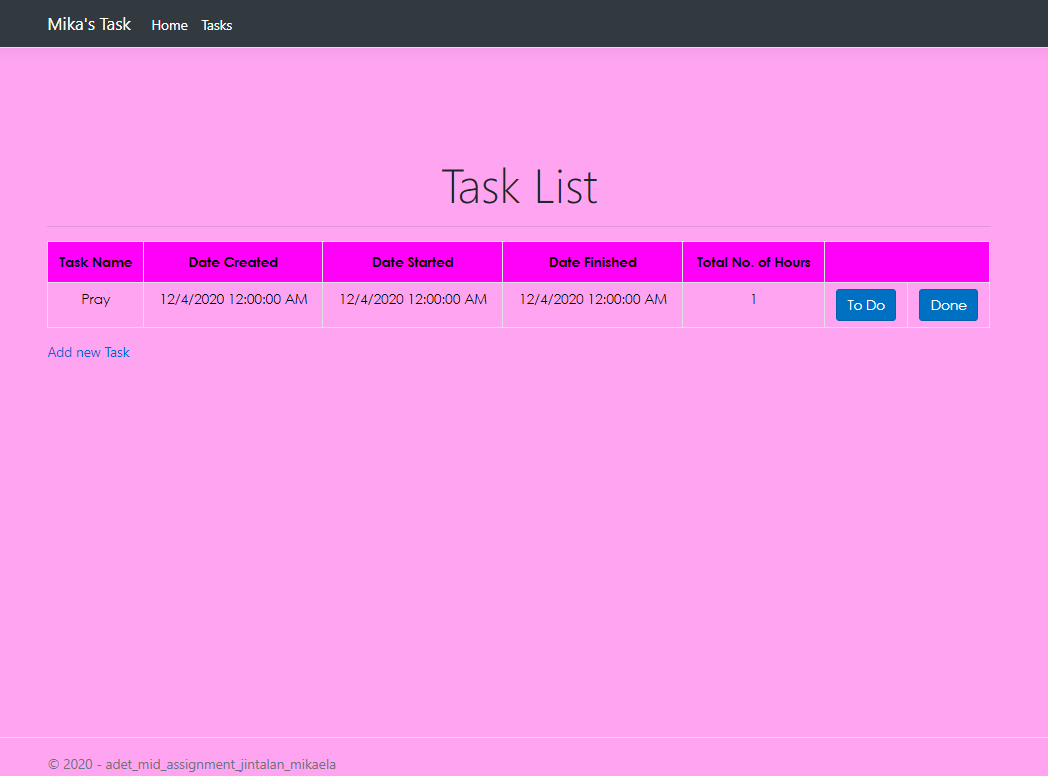 Mika's Task Home Tasks
Task List
Task Name Date Created Date Started Date Finished Total No. of Hours
Pray 12/4/2020 12:00:00 AM 12/4/2020 12:00:00 AM 12/4/2020 12:00:00 AM 1 To Do Done
Add new Task
© 2020 - adet_mid_assignment_jintalan_mikaela